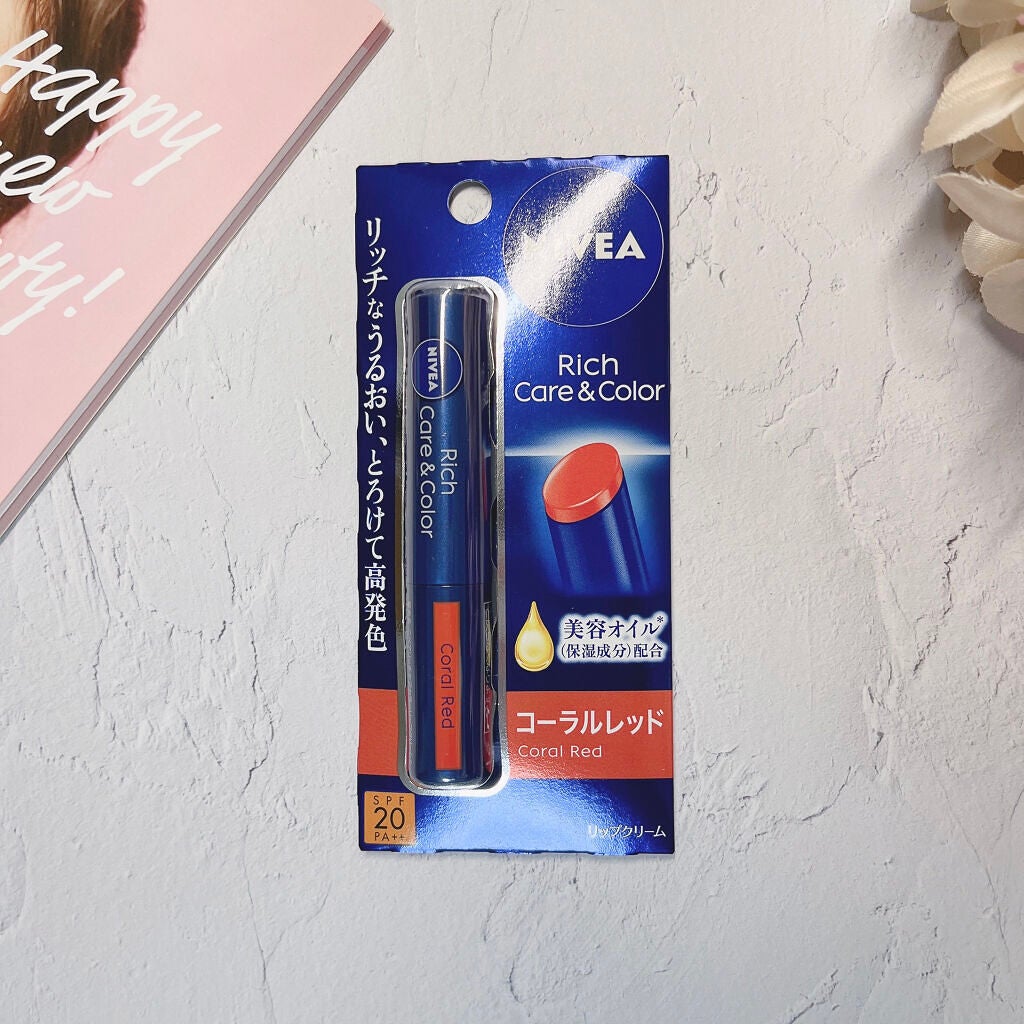 Happy
リッチなうるおい、とろけて高発色
NIVEA
Rich
Care & Color
NIVEA
Rich
Care & Color
Coral Red
美容オイル*
(保湿成分)配合
コーラルレッド
Coral Red
SPF
20
PA++
リップクリーム